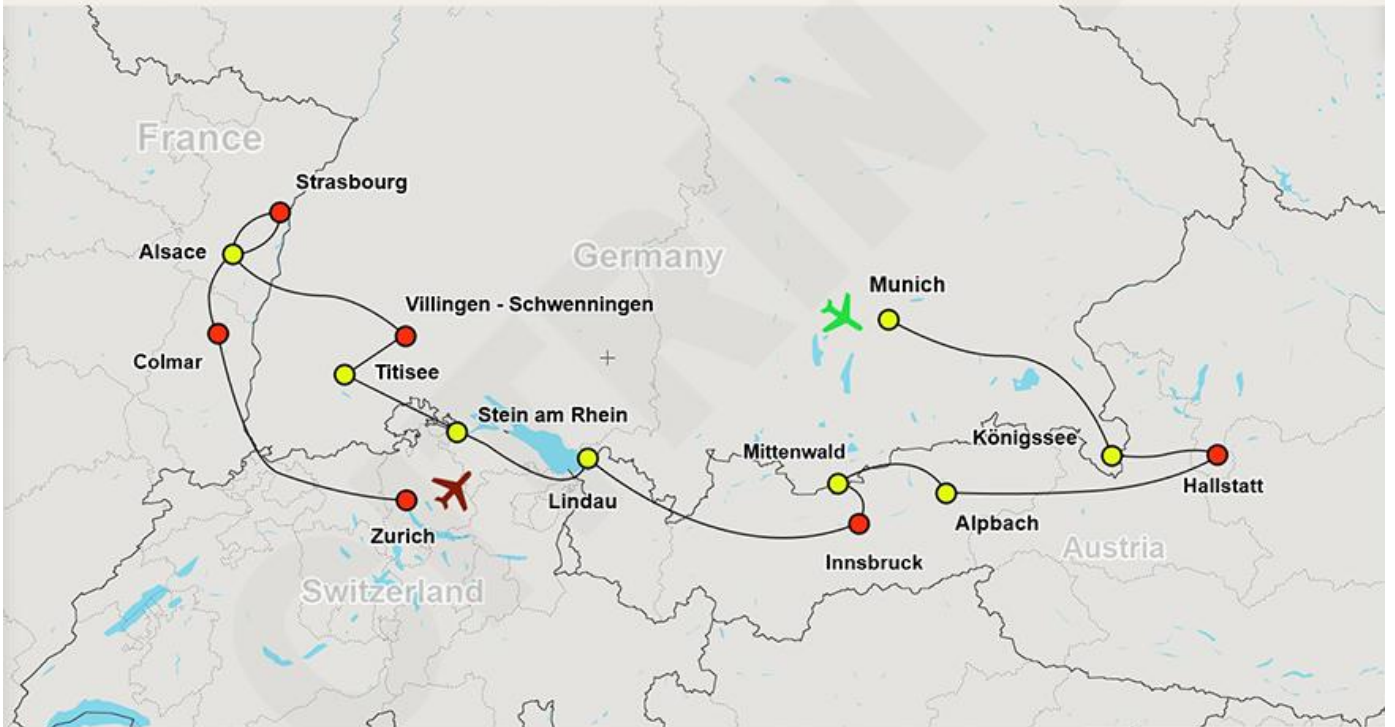 France
Strasbourg
Alsace
Germany
Munich
Villingen - Schwenningen
Colmar
Titisee
Stein am Rhein
Königssee
Mittenwald
Hallstatt
Lindau
Alpbach
Zurich
Innsbruck
Austria
Switzerland